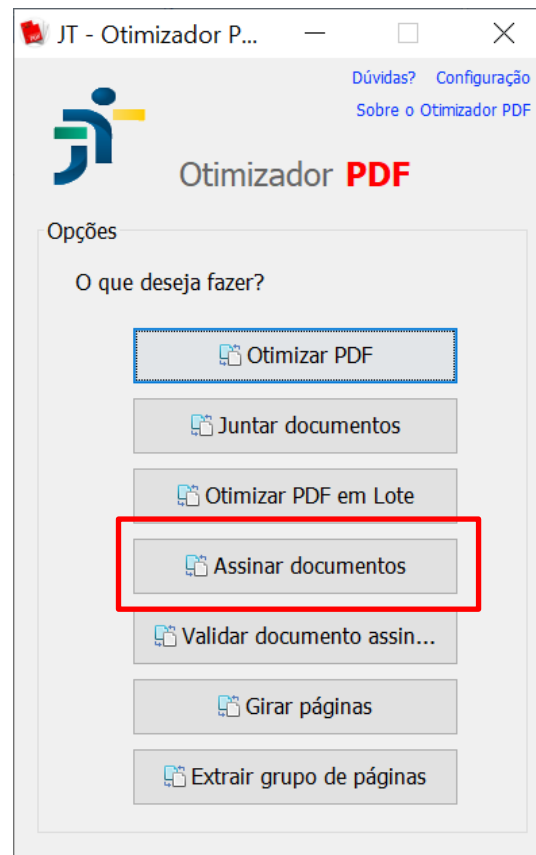 JT - Otimizador P...
Dúvidas? Configuração
Sobre o Otimizador PDF
Otimizador PDF
Opções
O que deseja fazer?
Otimizar PDF
Juntar documentos
Otimizar PDF em Lote
Assinar documentos
Validar documento assin...
Girar páginas
Extrair grupo de páginas